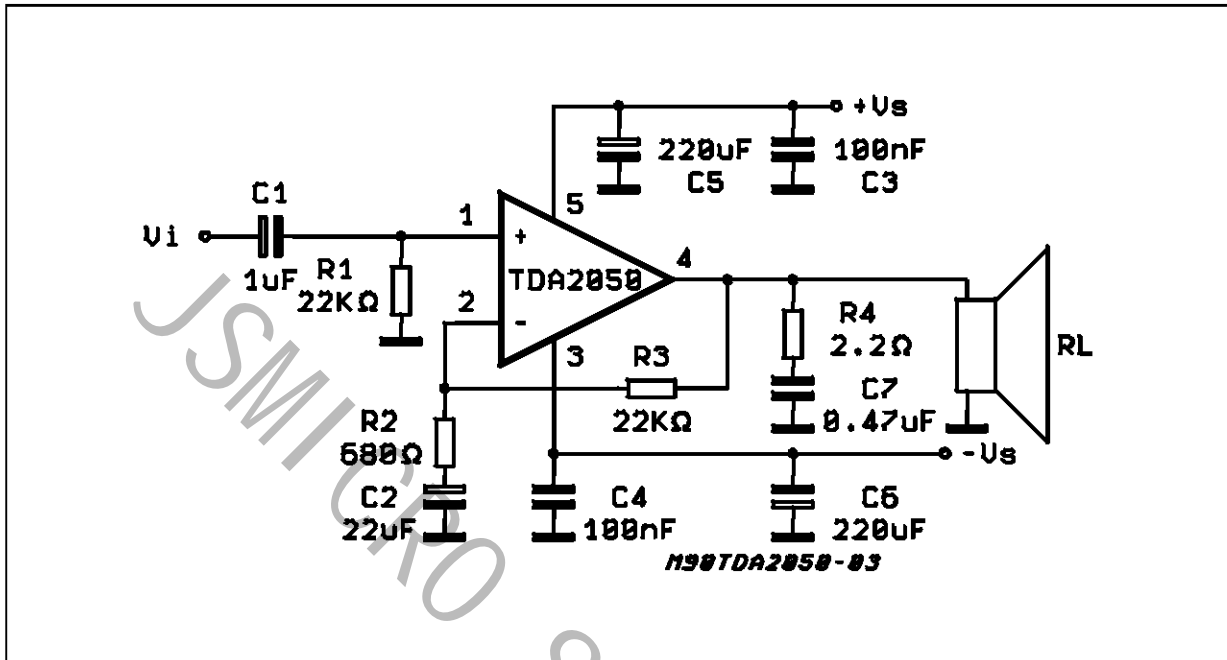 +Vs
220uF
C5
100nF
C3
C1
Vi
1uF
R1
22KΩ
1
+
5
TDA2050
4
2
-
3
R3
22KΩ
R4
2.2Ω
C7
0.47uF
RL
R2
680Ω
C2
22uF
C4
100nF
-Vs
C6
220uF
M90TDA2050-03
JSMICRO